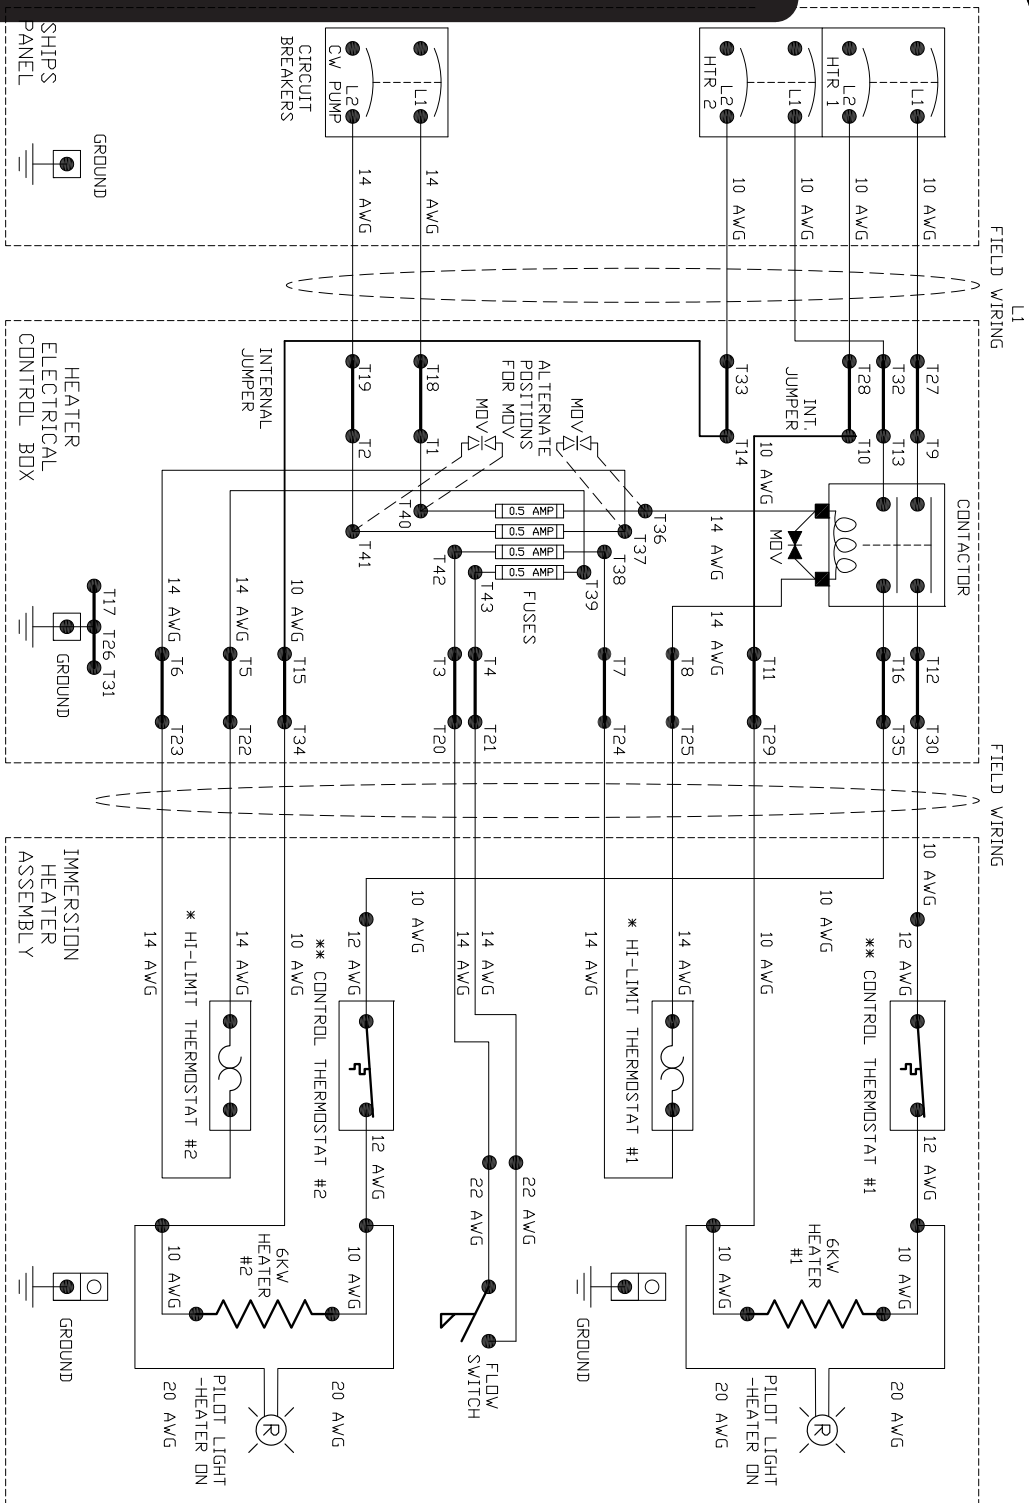 SHIPS
PANEL
GROUND
CIRCUIT
BREAKERS
CW PUMP
L2
L1
HTR 2
L2
L1
HTR 1
L2
L1
14 AWG
14 AWG
10 AWG
10 AWG
10 AWG
10 AWG
FIELD WIRING
L1
HEATER
ELECTRICAL
CONTROL BOX
INTERNAL
JUMPER
T19
T2
T18
T1
ALTERNATE
POSITIONS
FOR MOV
MOV
MOV
T33
T14
INT.
JUMPER
T28
T10
T32
T13
T27
T9
10 AWG
CONTACTOR
MOV
T40
T41
T42
T43
0.5 AMP
0.5 AMP
0.5 AMP
0.5 AMP
FUSES
T36
T37
T38
T39
14 AWG
14 AWG
T17
T26
T31
GROUND
14 AWG
14 AWG
10 AWG
T6
T23
T5
T22
T15
T34
T3
T20
T4
T21
T7
T24
T8
T25
T11
T29
T16
T35
T12
T30
FIELD WIRING
IMMERSION
HEATER
ASSEMBLY
14 AWG
* HI-LIMIT THERMOSTAT #2
14 AWG
10 AWG
** CONTROL THERMOSTAT #2
12 AWG
12 AWG
10 AWG
14 AWG
14 AWG
22 AWG
22 AWG
14 AWG
* HI-LIMIT THERMOSTAT #1
14 AWG
10 AWG
10 AWG
** CONTROL THERMOSTAT #1
12 AWG
12 AWG
10 AWG
10 AWG
6KW
HEATER
#2
10 AWG
10 AWG
6KW
HEATER
#1
10 AWG
GROUND
20 AWG
PILOT LIGHT
-HEATER ON
R
20 AWG
FLOW
SWITCH
GROUND
20 AWG
PILOT LIGHT
-HEATER ON
R
20 AWG